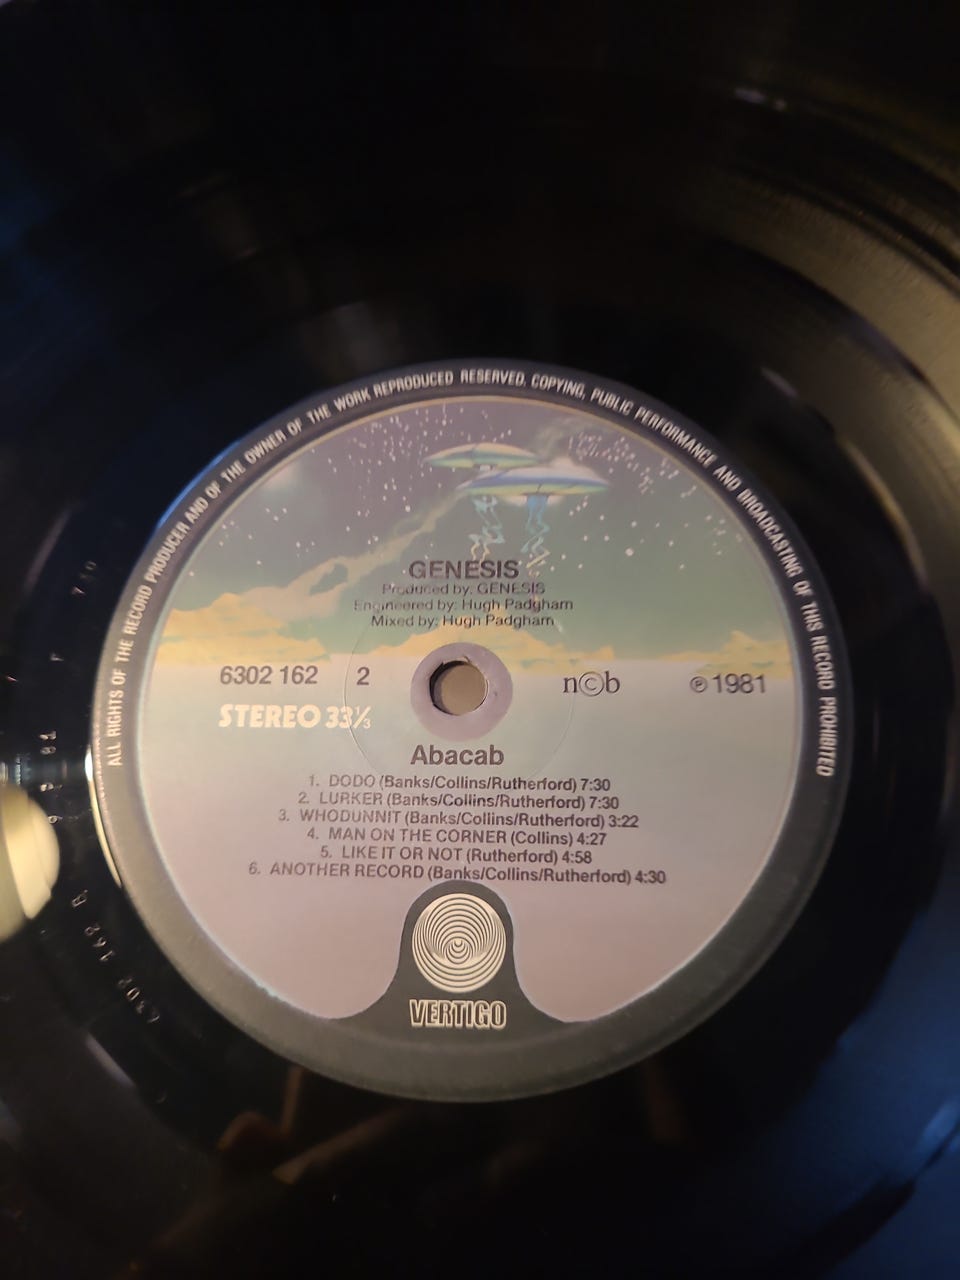 ALL RIGHTS OF THE RECORD PRODUCER AND OF THE OWNER OF THE WORK REPRODUCED RESERVED. COPYING, PUBLIC PERFORMANCE AND BROADCASTING OF THIS RECORD PROHIBITED
GENESIS
Produced by: GENESIS
Engineered by: Hugh Padgham
Mixed by: Hugh Padgham
6302 162 2 n©b ℗ 1981
STEREO 33⅓
Abacab
1. DODO (Banks/Collins/Rutherford) 7:30
2. LURKER (Banks/Collins/Rutherford) 7:30
3. WHODUNNIT (Banks/Collins/Rutherford) 3:22
4. MAN ON THE CORNER (Collins) 4:27
5. LIKE IT OR NOT (Rutherford) 4:58
6. ANOTHER RECORD (Banks/Collins/Rutherford) 4:30
VERTIGO
6302 162 B